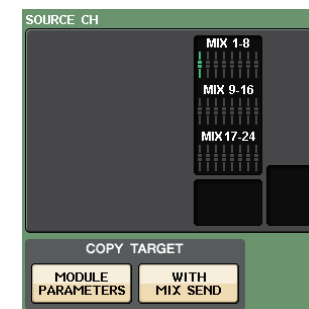 SOURCE CH
MIX 1-8
MIX 9-16
MIX 17-24
COPY TARGET
MODULE
PARAMETERS
WITH
MIX SEND